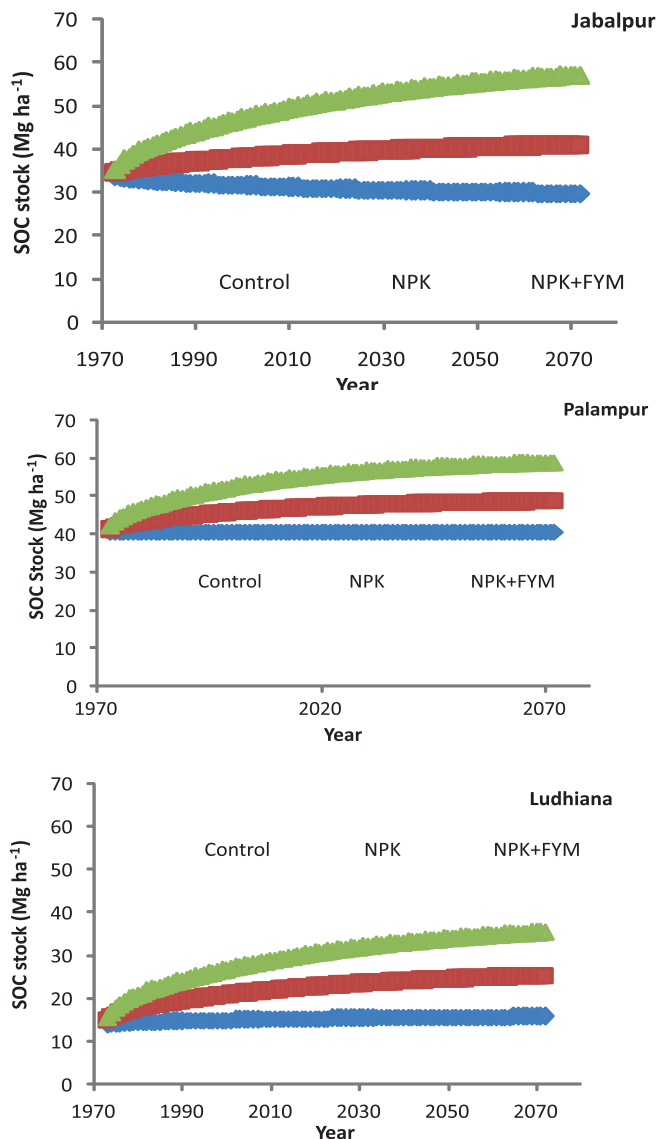 Jabalpur
SOC stock (Mg ha⁻¹)
70
60
50
40
30
20
10
0
Control NPK NPK+FYM
1970 1990 2010 2030 2050 2070
Year
Palampur
SOC Stock (Mg ha⁻¹)
70
60
50
40
30
20
10
0
Control NPK NPK+FYM
1970 2020 2070
Year
Ludhiana
SOC stock (Mg ha⁻¹)
70
60
50
40
30
20
10
0
Control NPK NPK+FYM
1970 1990 2010 2030 2050 2070
Year